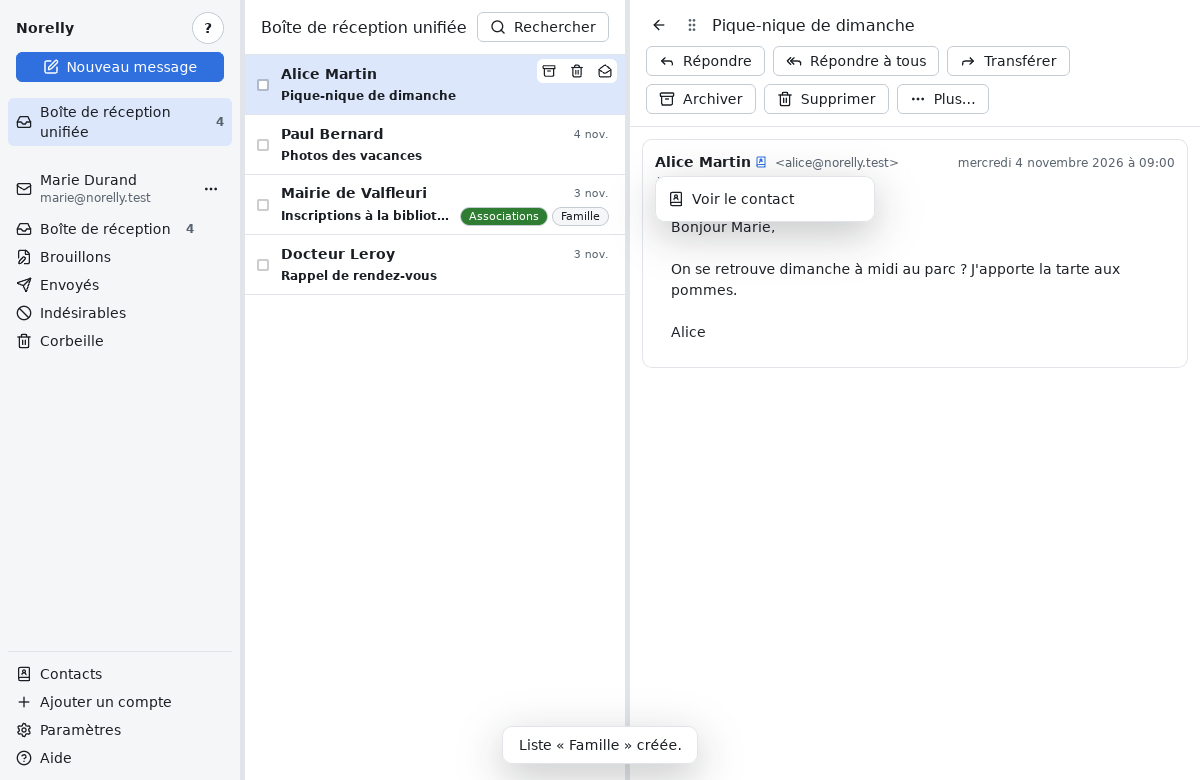 Norelly
?
Nouveau message
Boîte de réception
unifiée
4
Marie Durand
marie@norelly.test
Boîte de réception 4
Brouillons
Envoyés
Indésirables
Corbeille
Contacts
Ajouter un compte
Paramètres
Aide
Boîte de réception unifiée
Rechercher
Alice Martin
Pique-nique de dimanche
Paul Bernard 4 nov.
Photos des vacances
Mairie de Valfleuri 3 nov.
Inscriptions à la bibliot... Associations Famille
Docteur Leroy 3 nov.
Rappel de rendez-vous
Pique-nique de dimanche
Répondre Répondre à tous Transférer
Archiver Supprimer Plus...
Alice Martin <alice@norelly.test> mercredi 4 novembre 2026 à 09:00
Voir le contact
Bonjour Marie,
On se retrouve dimanche à midi au parc ? J'apporte la tarte aux
pommes.
Alice
Liste « Famille » créée.